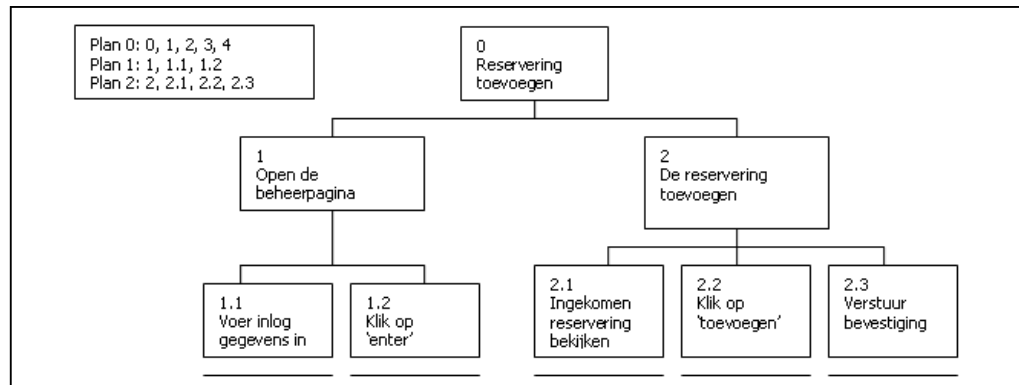 Plan 0: 0, 1, 2, 3, 4
Plan 1: 1, 1.1, 1.2
Plan 2: 2, 2.1, 2.2, 2.3
0
Reservering
toevoegen
1
Open de
beheerpagina
2
De reservering
toevoegen
1.1
Voer inlog
gegevens in
1.2
Klik op
'enter'
2.1
Ingekomen
reservering
bekijken
2.2
Klik op
'toevoegen'
2.3
Verstuur
bevestiging